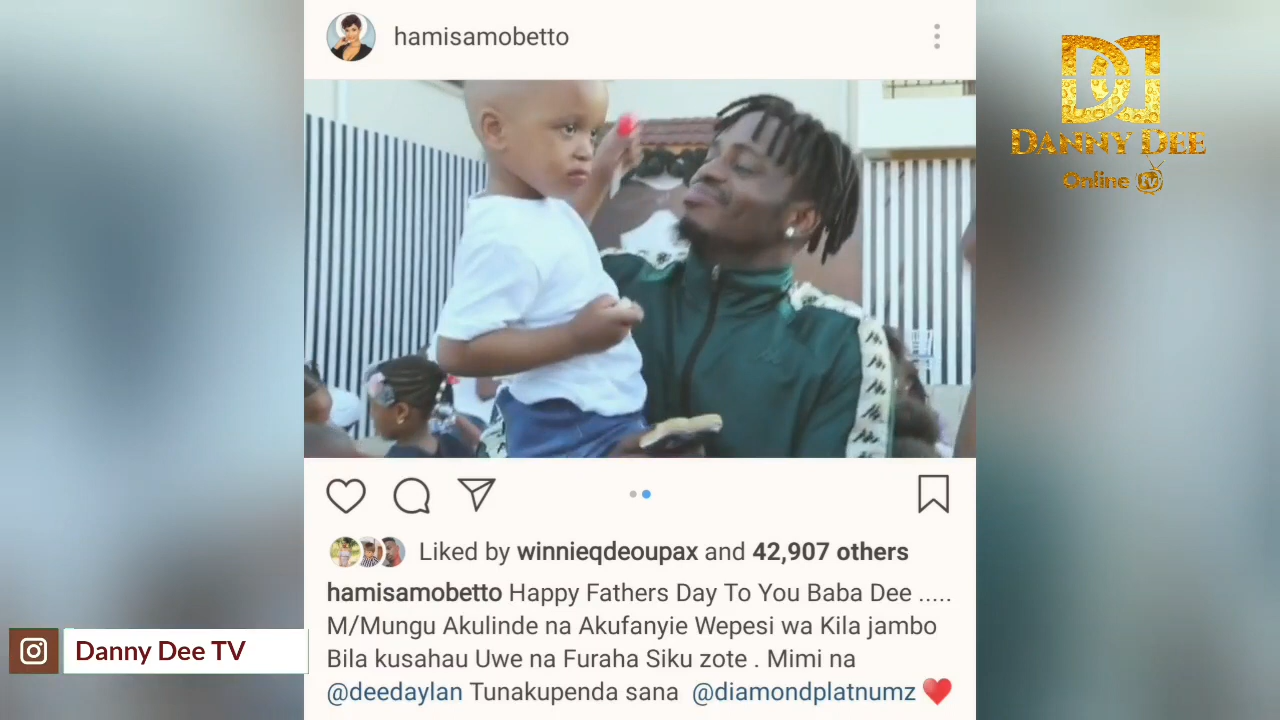 hamisamobetto
DANNY DEE
Online TV
Liked by winnieqdeoupax and 42,907 others
hamisamobetto Happy Fathers Day To You Baba Dee .....
M/Mungu Akulinde na Akufanyie Wepesi wa Kila jambo
Bila kusahau Uwe na Furaha Siku zote . Mimi na
@deedaylan Tunakupenda sana @diamondplatnumz
Danny Dee TV